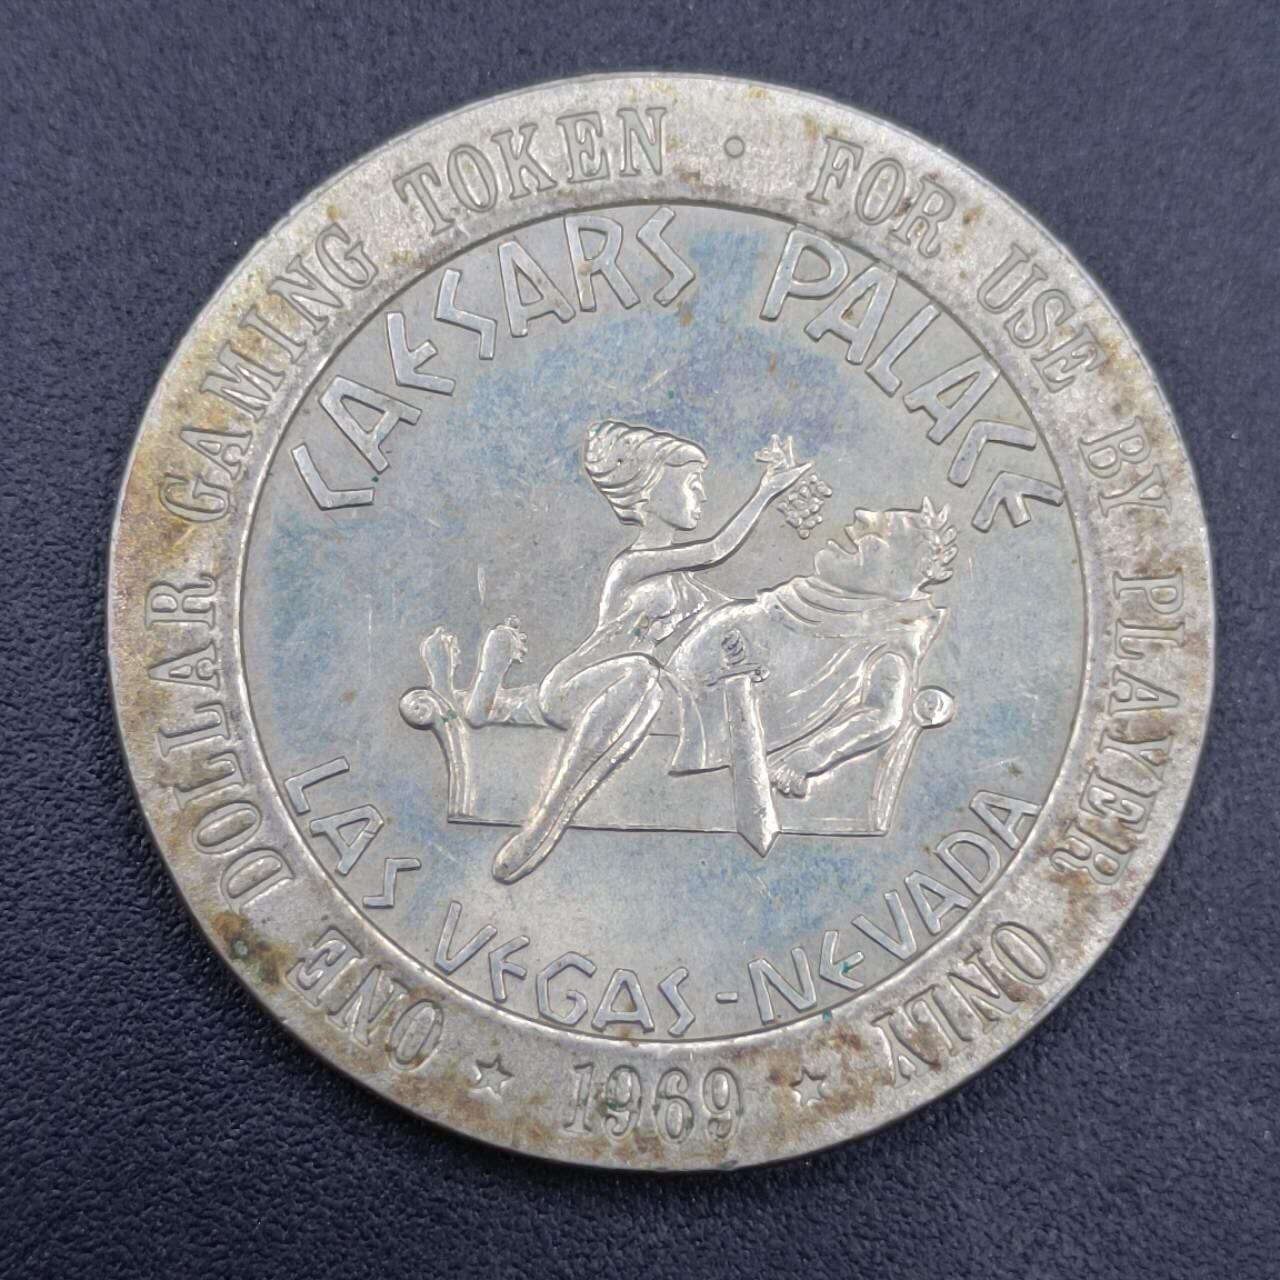 ONE DOLLAR GAMING TOKEN · FOR USE BY PLAYER ONLY
CAESARS PALACE
LAS VEGAS-NEVADA
★ 1969 ★